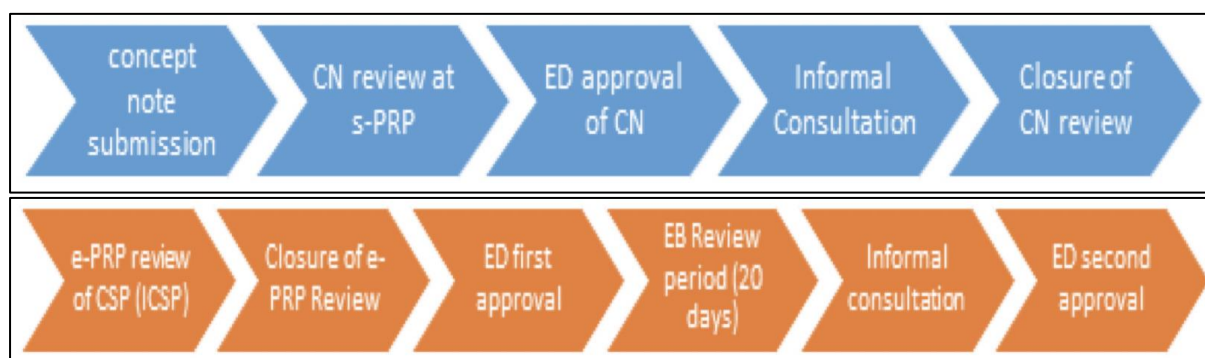 concept
note
submission
CN review at
s-PRP
ED approval
of CN
Informal
Consultation
Closure of
CN review
e-PRP review
of CSP (ICSP)
Closure of e-
PRP Review
ED first
approval
EB Review
period (20
days)
Informal
consultation
ED second
approval